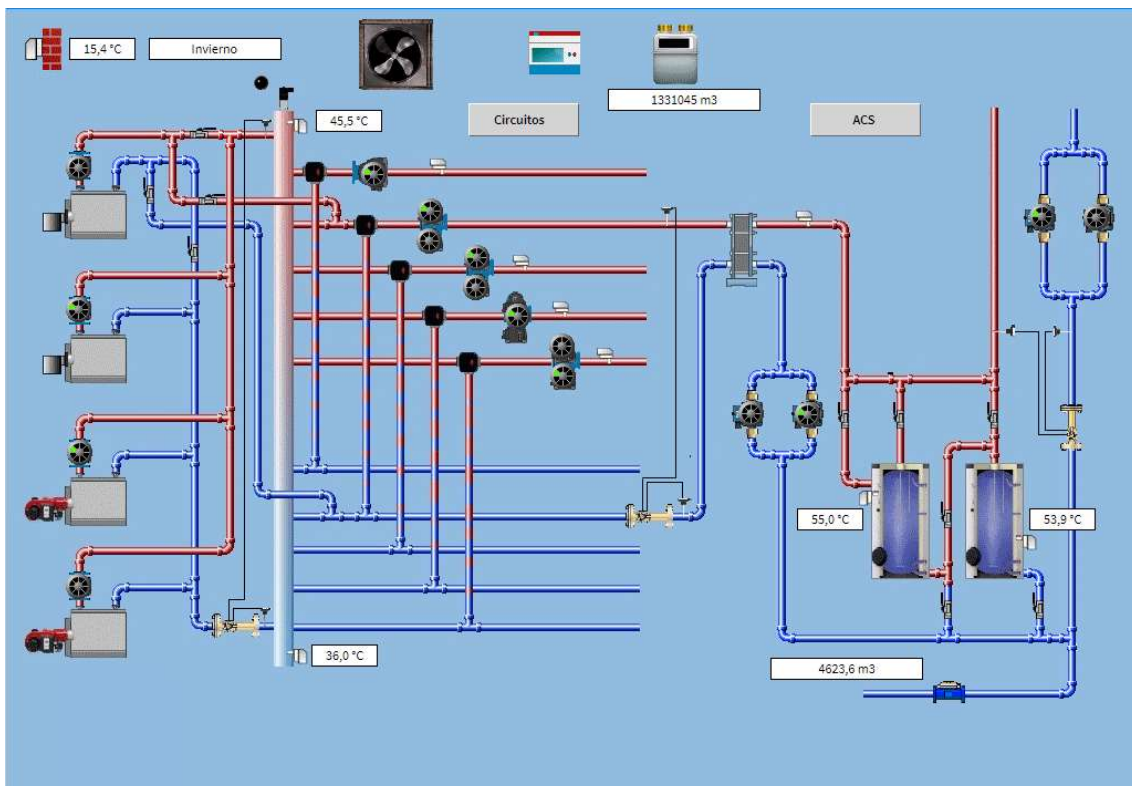 15,4 °C
Invierno
1331045 m3
45,5 °C
Circuitos
ACS
55,0 °C
53,9 °C
36,0 °C
4623,6 m3